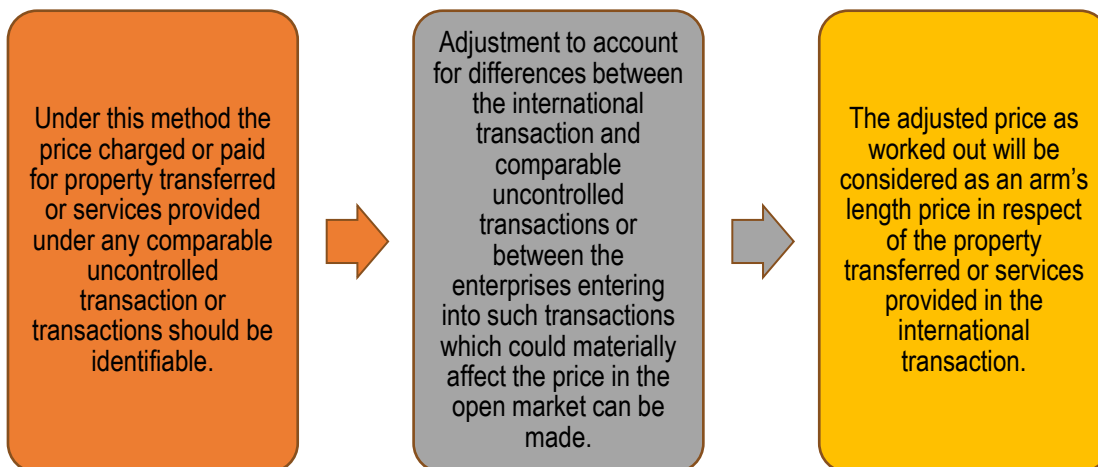 Under this method the
price charged or paid
for property transferred
or services provided
under any comparable
uncontrolled
transaction or
transactions should be
identifiable.
Adjustment to account
for differences between
the international
transaction and
comparable
uncontrolled
transactions or
between the
enterprises entering
into such transactions
which could materially
affect the price in the
open market can be
made.
The adjusted price as
worked out will be
considered as an arm's
length price in respect
of the property
transferred or services
provided in the
international
transaction.